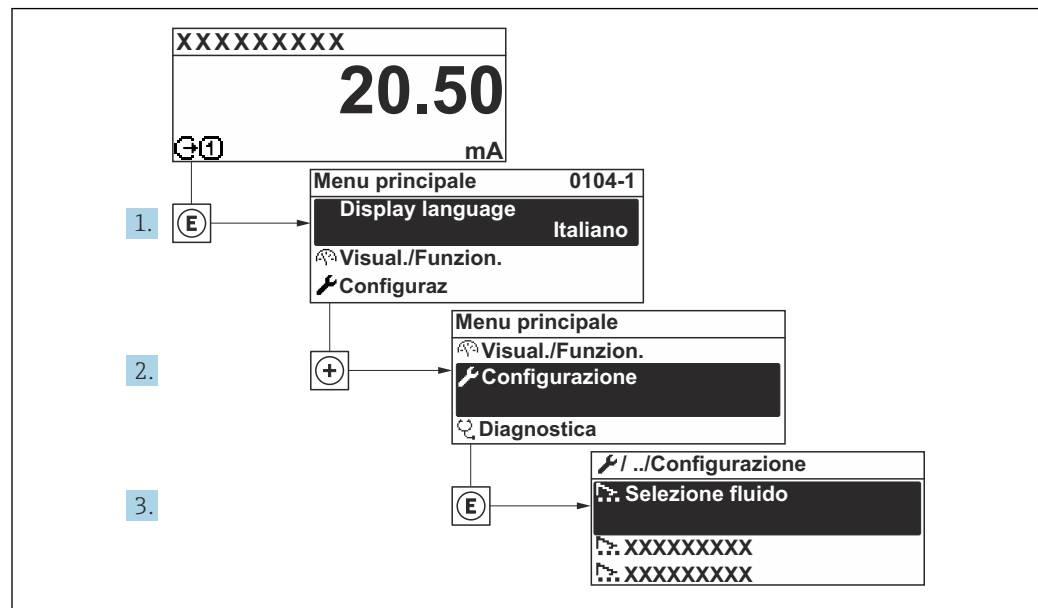 XXXXXXXXX
20.50
① mA
1. E
Menu principale 0104-1
Display language
Italiano
Visual./Funzion.
Configuraz
2. +
Menu principale
Visual./Funzion.
Configurazione
Diagnostica
3. E
/ ../Configurazione
Selezione fluido
XXXXXXXXX
XXXXXXXXX